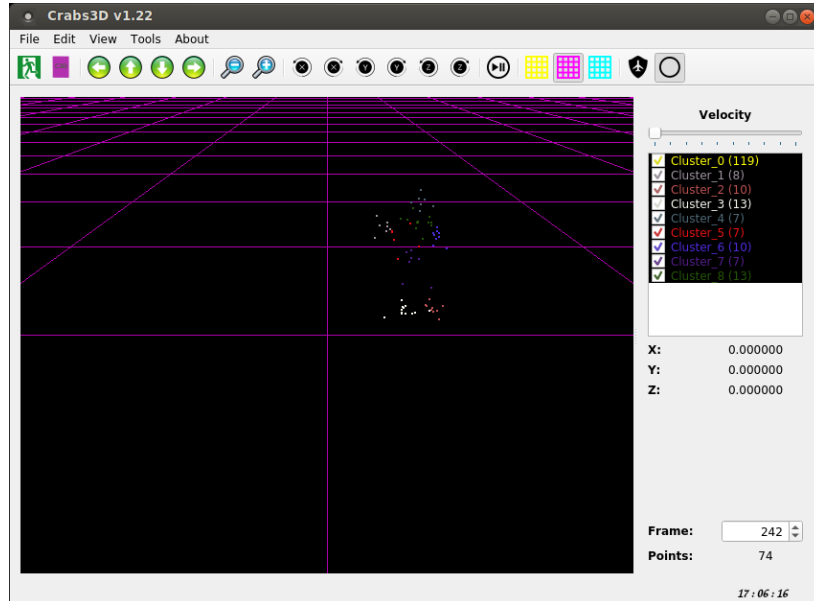 Crabs3D v1.22
File Edit View Tools About
X X Y Y Z Z
Velocity
Cluster_0 (119)
Cluster_1 (8)
Cluster_2 (10)
Cluster_3 (13)
Cluster_4 (7)
Cluster_5 (7)
Cluster_6 (10)
Cluster_7 (7)
Cluster_8 (13)
X: 0.000000
Y: 0.000000
Z: 0.000000
Frame: 242
Points: 74
17:06:16